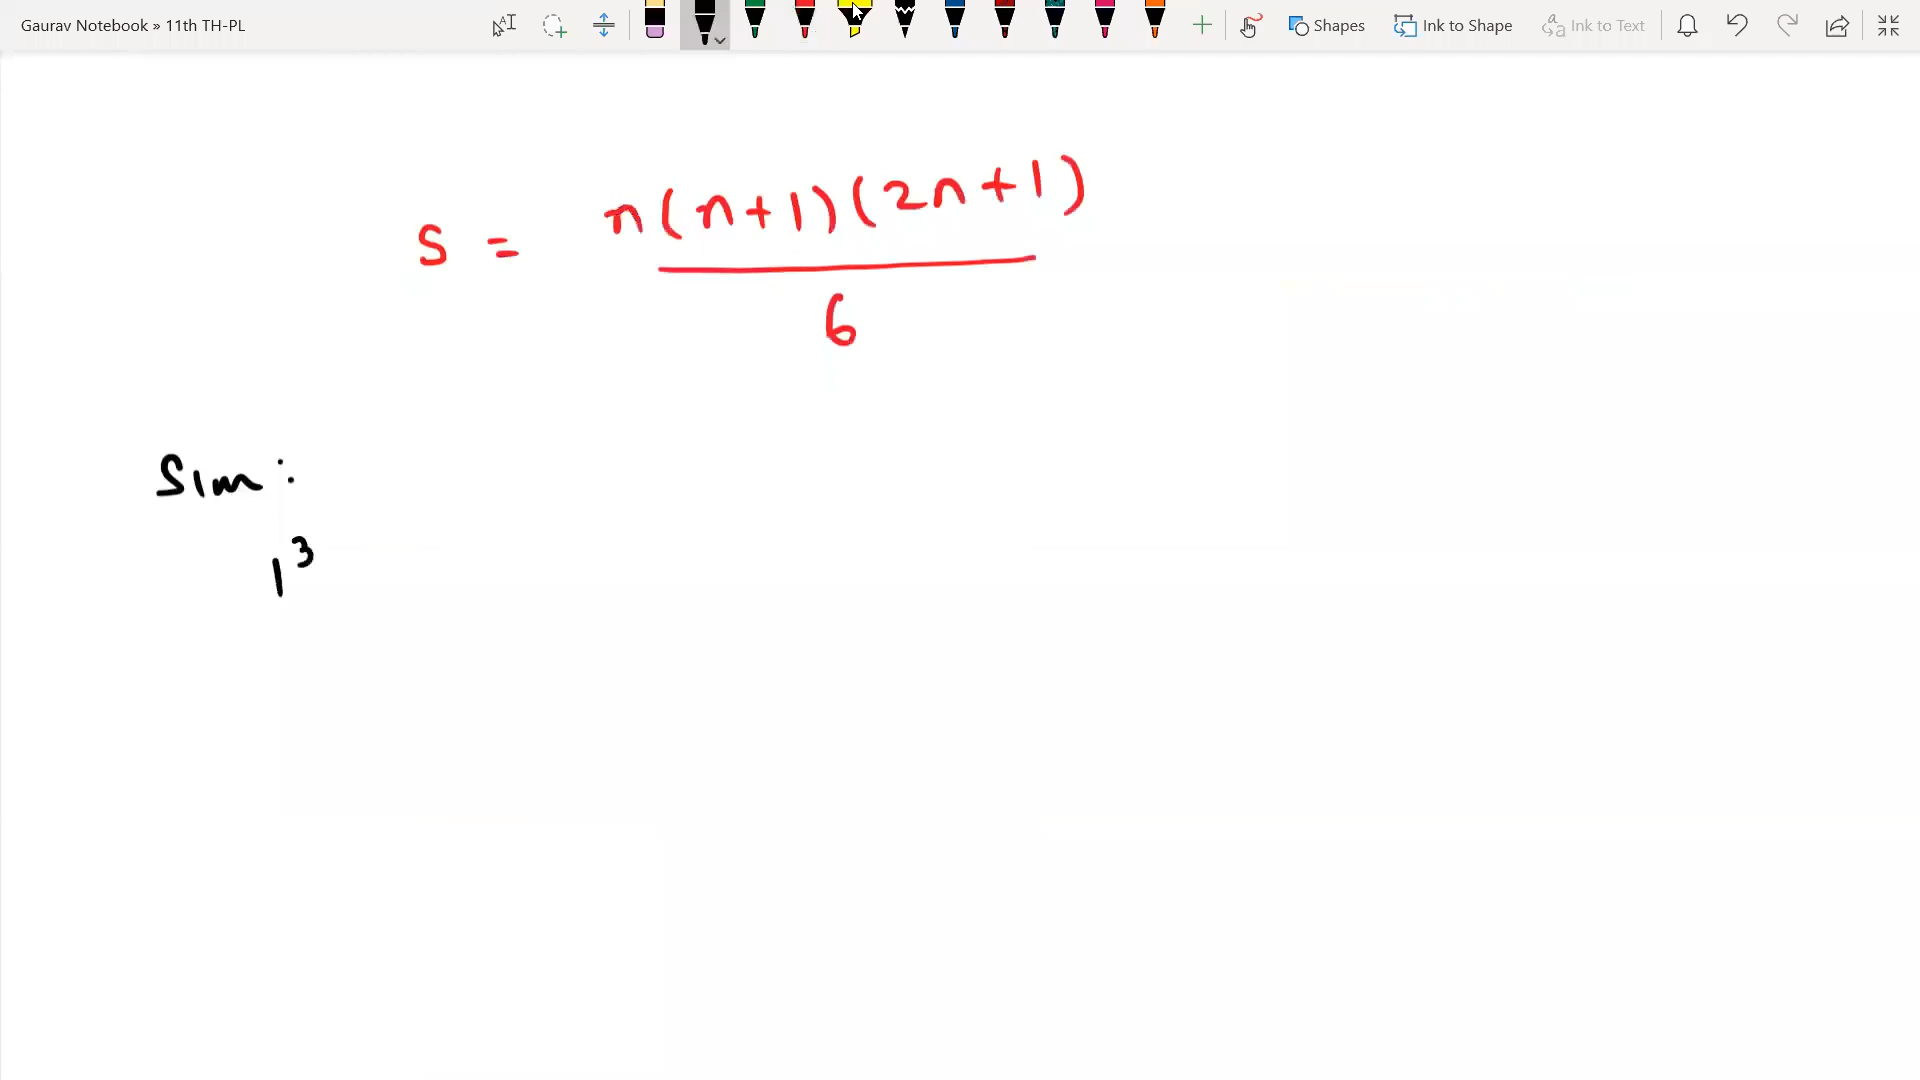 Gaurav Notebook » 11th TH-PL
Shapes
Ink to Shape
Ink to Text
S = n(n+1)(2n+1)
6
Sim :
1³